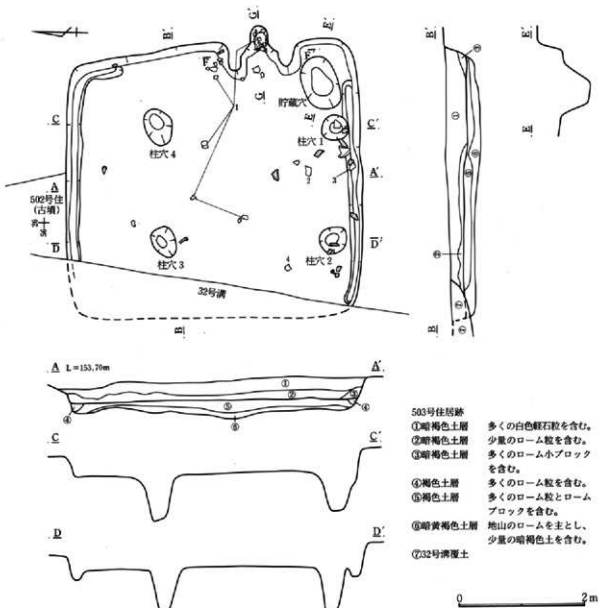 G′
B′
E′
F′
F
G
貯蔵穴
E
1
C
C′
柱穴 1
柱穴 4
2
3
A
A′
502号住
(古墳)
D
D′
柱穴 3
4
柱穴 2
32号溝
B
B′
E′
①
E
B
A L=153.70m A′
①
②
③
④
⑤
④
⑥
C C′
D D′
503号住居跡
①暗褐色土層 多くの白色軽石粒を含む。
②暗褐色土層 少量のローム粒を含む。
③暗褐色土層 多くのローム小ブロック
を含む。
④褐色土層 多くのローム粒を含む。
⑤褐色土層 多くのローム粒とローム
ブロックを含む。
⑥暗黄褐色土層 地山のロームを主とし、
少量の暗褐色土を含む。
⑦32号溝覆土
0 2m